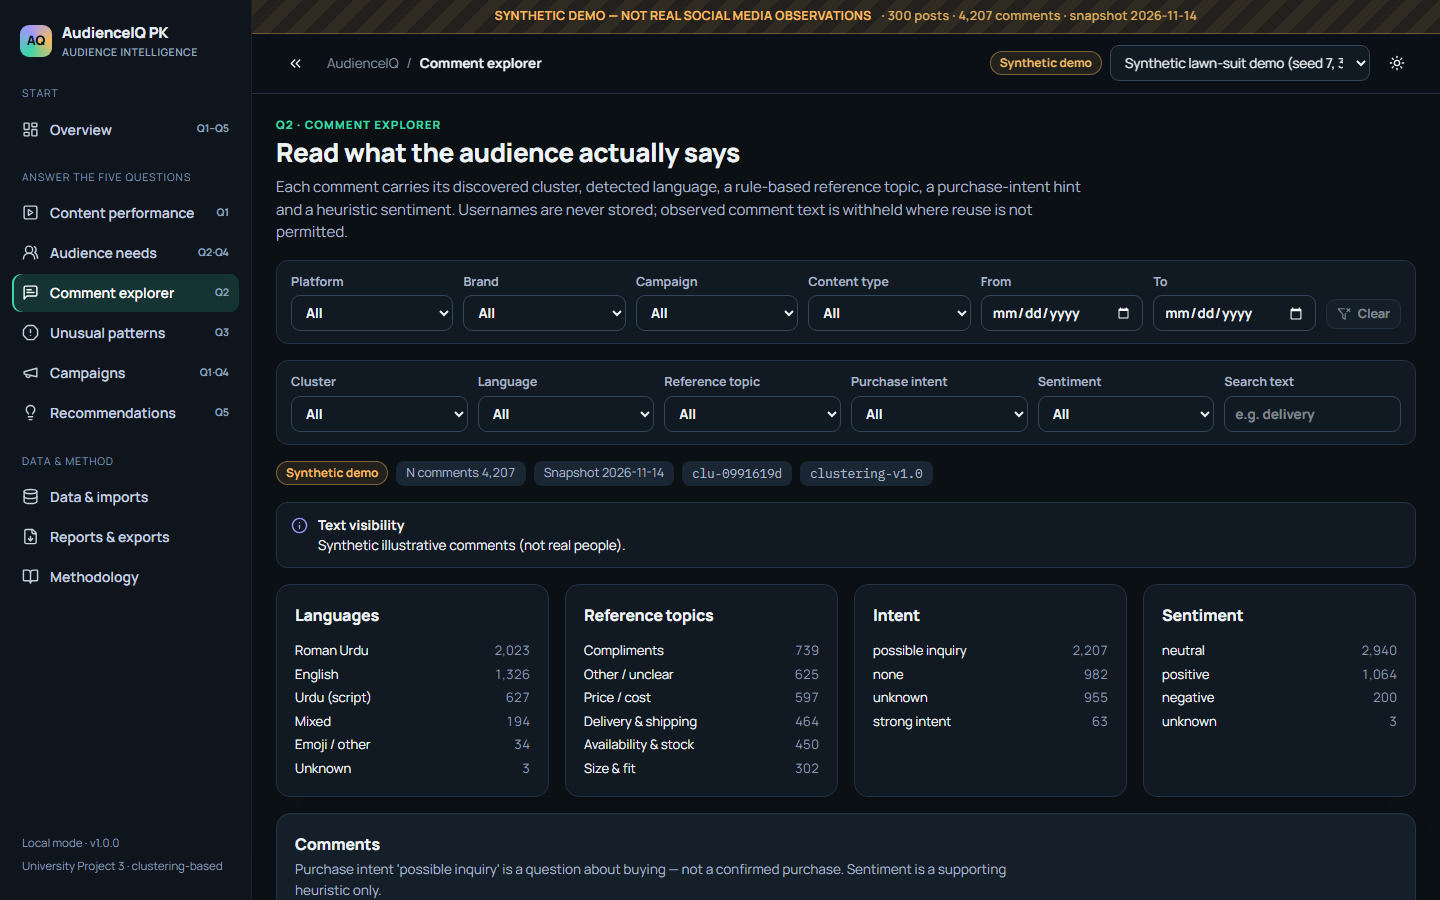 AQ
AudienceIQ PK
AUDIENCE INTELLIGENCE
START
Overview Q1–Q5
ANSWER THE FIVE QUESTIONS
Content performance Q1
Audience needs Q2·Q4
Comment explorer Q2
Unusual patterns Q3
Campaigns Q1·Q4
Recommendations Q5
DATA & METHOD
Data & imports
Reports & exports
Methodology
Local mode · v1.0.0
University Project 3 · clustering-based
SYNTHETIC DEMO — NOT REAL SOCIAL MEDIA OBSERVATIONS · 300 posts · 4,207 comments · snapshot 2026-11-14
AudienceIQ / Comment explorer
Synthetic demo
Synthetic lawn-suit demo (seed 7, 3
Q2 · COMMENT EXPLORER
Read what the audience actually says
Each comment carries its discovered cluster, detected language, a rule-based reference topic, a purchase-intent hint
and a heuristic sentiment. Usernames are never stored; observed comment text is withheld where reuse is not
permitted.
Platform Brand Campaign Content type From To
All All All All mm/dd/yyyy mm/dd/yyyy Clear
Cluster Language Reference topic Purchase intent Sentiment Search text
All All All All All e.g. delivery
Synthetic demo N comments 4,207 Snapshot 2026-11-14 clu-0991619d clustering-v1.0
Text visibility
Synthetic illustrative comments (not real people).
Languages
Roman Urdu 2,023
English 1,326
Urdu (script) 627
Mixed 194
Emoji / other 34
Unknown 3
Reference topics
Compliments 739
Other / unclear 625
Price / cost 597
Delivery & shipping 464
Availability & stock 450
Size & fit 302
Intent
possible inquiry 2,207
none 982
unknown 955
strong intent 63
Sentiment
neutral 2,940
positive 1,064
negative 200
unknown 3
Comments
Purchase intent 'possible inquiry' is a question about buying — not a confirmed purchase. Sentiment is a supporting
heuristic only.